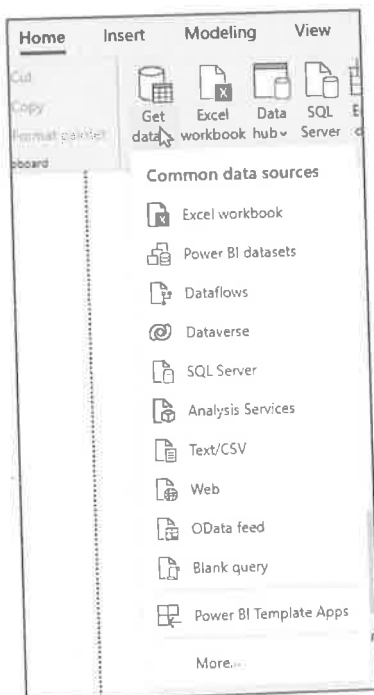 Home Insert Modeling View
Cut
Copy
Format painter
pboard
Get data
Excel workbook
Data hub
SQL Server
Common data sources
Excel workbook
Power BI datasets
Dataflows
Dataverse
SQL Server
Analysis Services
Text/CSV
Web
OData feed
Blank query
Power BI Template Apps
More...